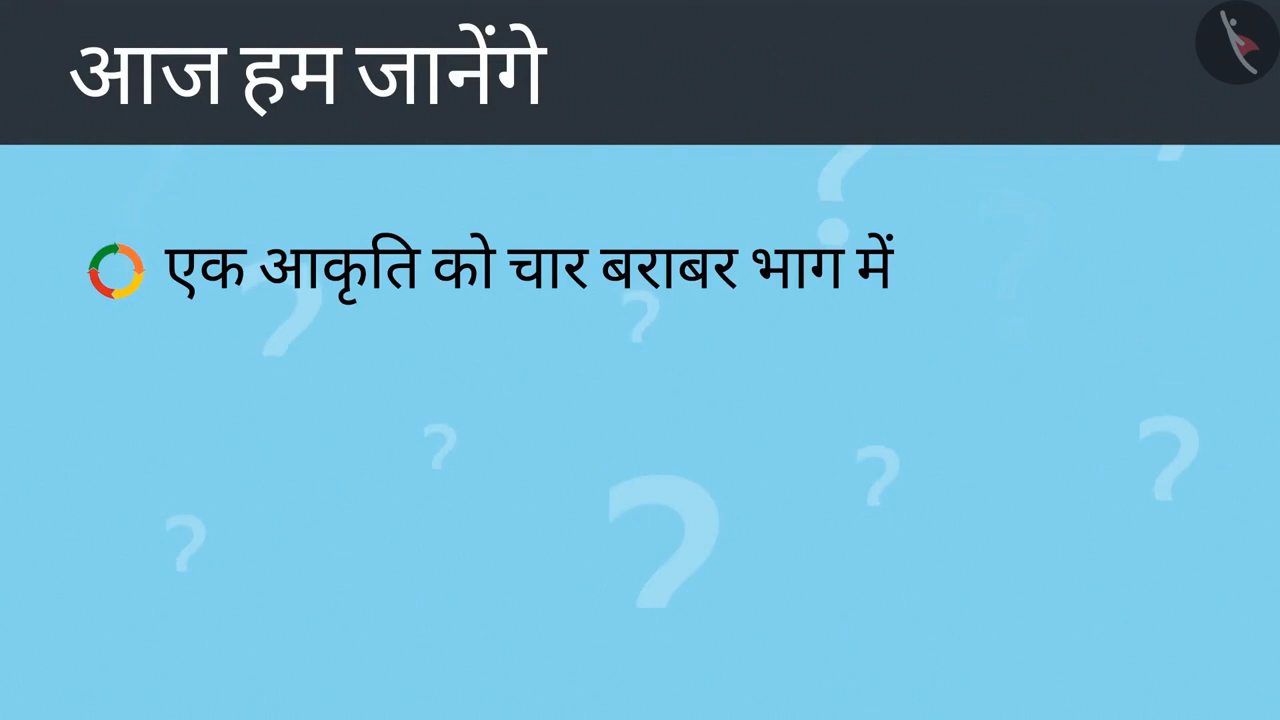 आज हम जानेंगे
एक आकृति को चार बराबर भाग में